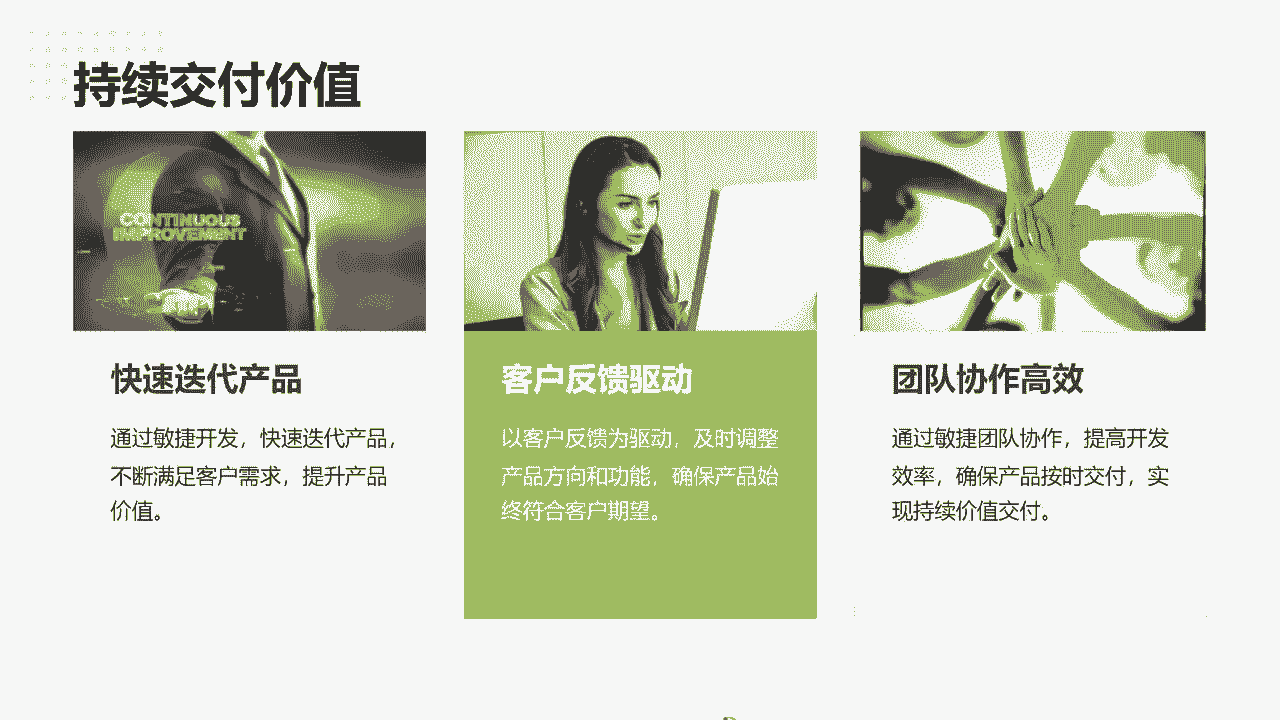 持续交付价值
CONTINUOUS
IMPROVEMENT
快速迭代产品
通过敏捷开发，快速迭代产品，
不断满足客户需求，提升产品
价值。
客户反馈驱动
以客户反馈为驱动，及时调整
产品方向和功能，确保产品始
终符合客户期望。
团队协作高效
通过敏捷团队协作，提高开发
效率，确保产品按时交付，实
现持续价值交付。